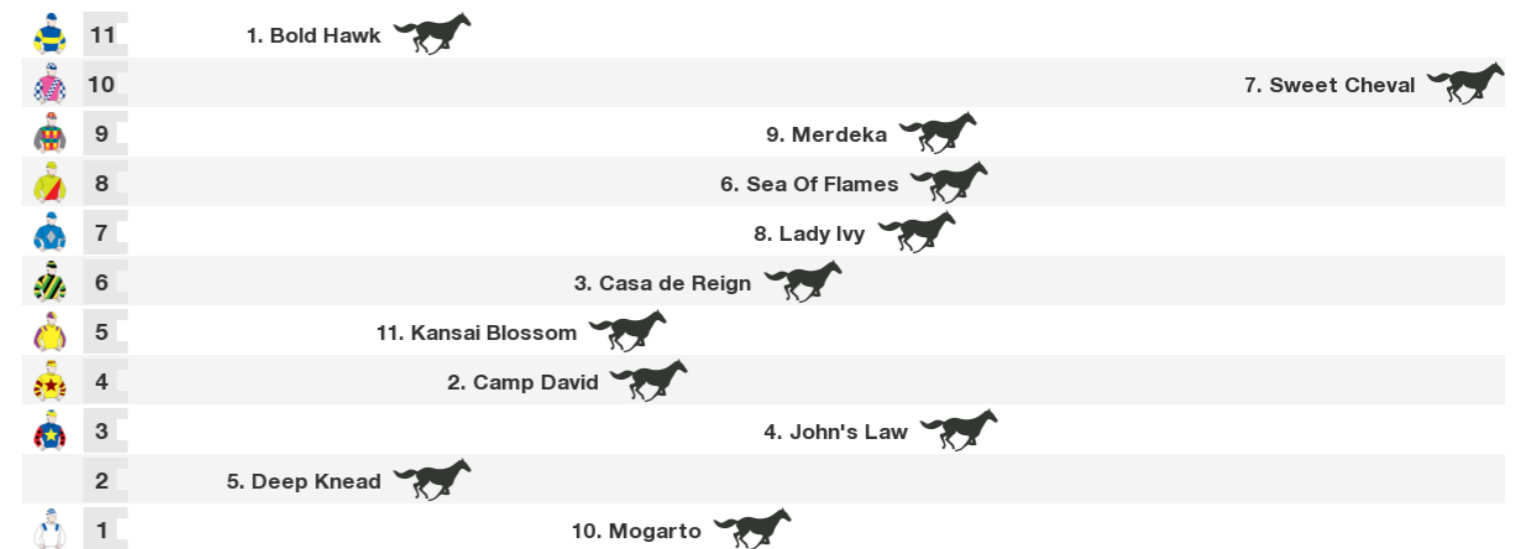 11 1. Bold Hawk
10 7. Sweet Cheval
9 9. Merdeka
8 6. Sea Of Flames
7 8. Lady Ivy
6 3. Casa de Reign
5 11. Kansai Blossom
4 2. Camp David
3 4. John's Law
2 5. Deep Knead
1 10. Mogarto